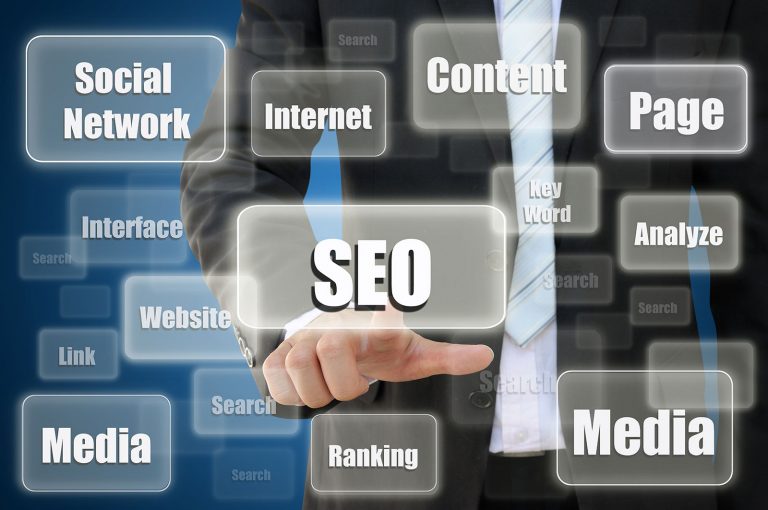 Search
Social
Network
Internet
Content
Page
Key
Word
Interface
Analyze
Search
SEO
Search
Website
Search
Link
Search
Search
Media
Ranking
Media
Search